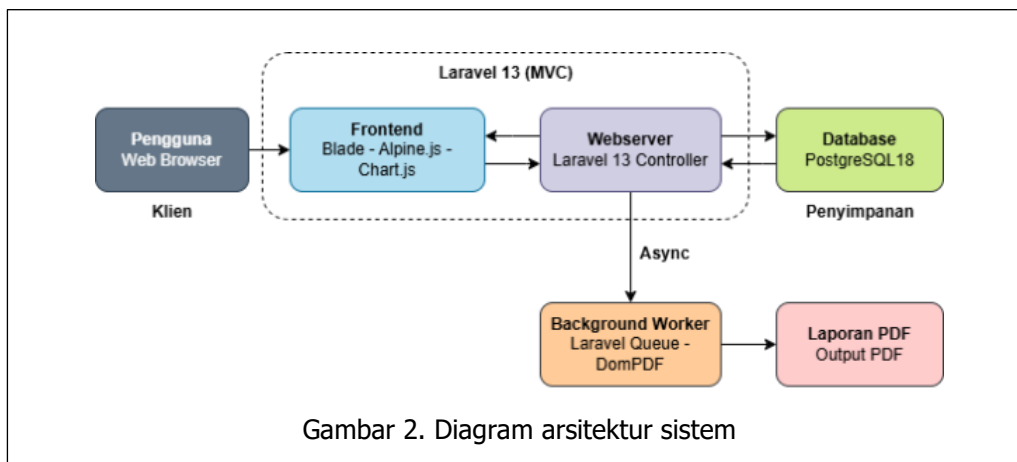 Laravel 13 (MVC)
Pengguna
Web Browser
Klien
Frontend
Blade - Alpine.js -
Chart.js
Webserver
Laravel 13 Controller
Database
PostgreSQL18
Penyimpanan
Async
Background Worker
Laravel Queue -
DomPDF
Laporan PDF
Output PDF
Gambar 2. Diagram arsitektur sistem